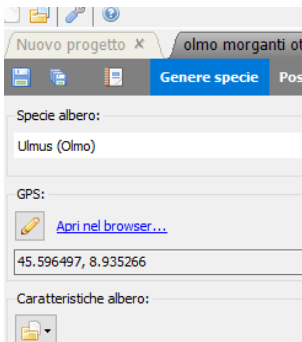 Nuovo progetto × olmo morganti ot
Genere specie Pos
Specie albero:
Ulmus (Olmo)
GPS:
Apri nel browser...
45.596497, 8.935266
Caratteristiche albero: